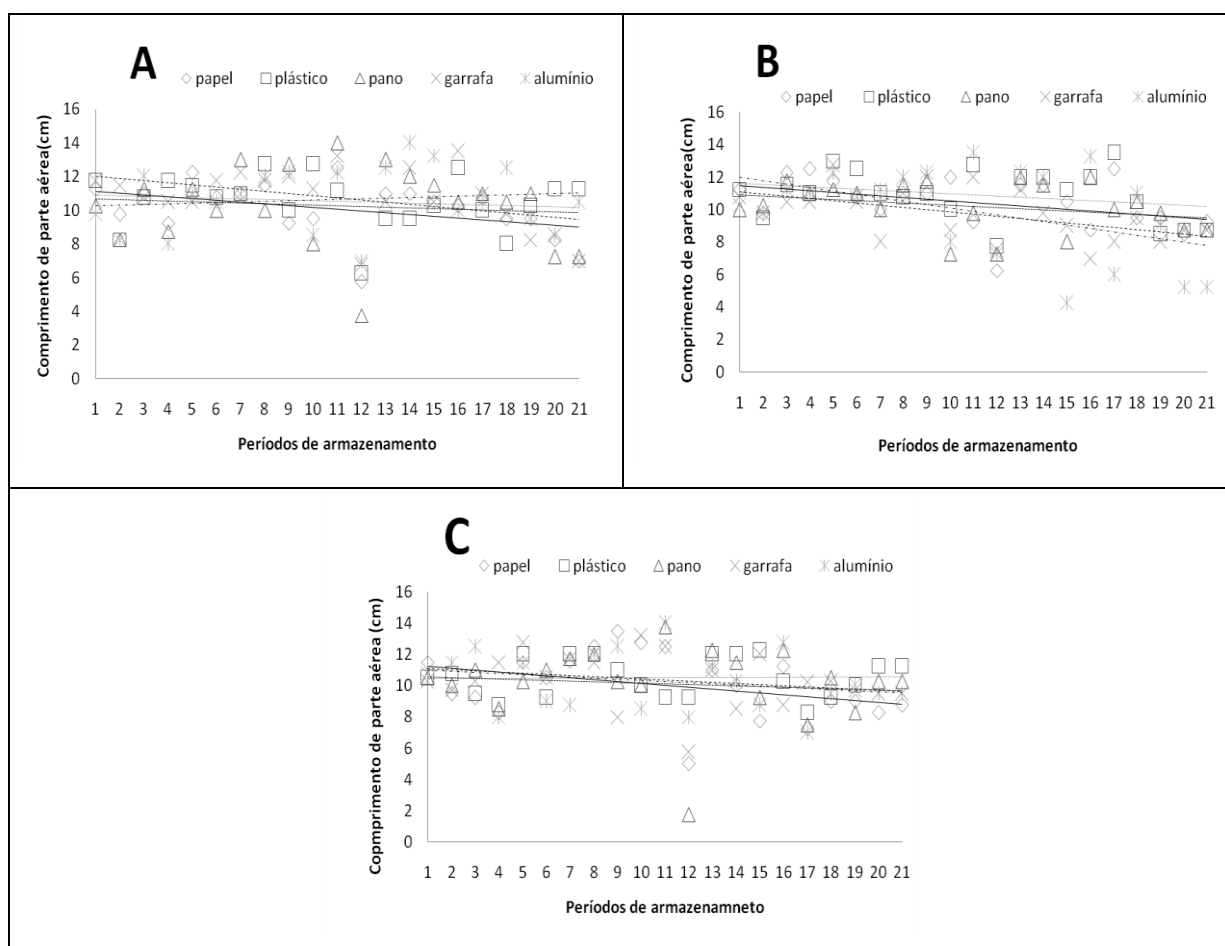 A
papel plástico pano garrafa alumínio
Comprimento de parte aérea(cm)
16
14
12
10
8
6
4
2
0
1 2 3 4 5 6 7 8 9 10 11 12 13 14 15 16 17 18 19 20 21
Períodos de armazenamento
B
papel plástico pano garrafa alumínio
Comprimento de parte aérea(cm)
16
14
12
10
8
6
4
2
0
1 2 3 4 5 6 7 8 9 10 11 12 13 14 15 16 17 18 19 20 21
Períodos de armazenamento
C
papel plástico pano garrafa alumínio
Copmprimento de parte aérea (cm)
16
14
12
10
8
6
4
2
0
1 2 3 4 5 6 7 8 9 10 11 12 13 14 15 16 17 18 19 20 21
Períodos de armazenamneto